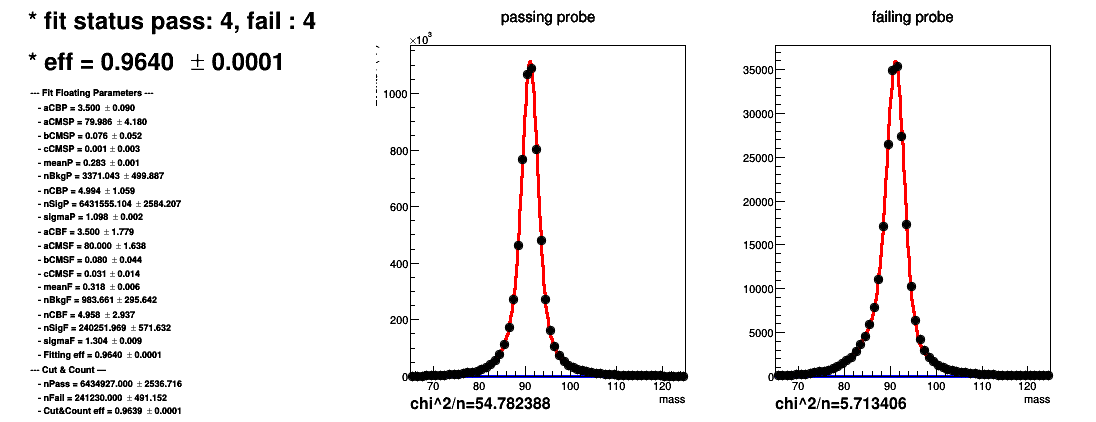 * fit status pass: 4, fail : 4
* eff = 0.9640 ± 0.0001
--- Fit Floating Parameters ---
- aCBP = 3.500 ± 0.090
- aCMSP = 79.986 ± 4.180
- bCMSP = 0.076 ± 0.052
- cCMSP = 0.001 ± 0.003
- meanP = 0.283 ± 0.001
- nBkgP = 3371.043 ± 499.887
- nCBP = 4.994 ± 1.059
- nSigP = 6431555.104 ± 2584.207
- sigmaP = 1.098 ± 0.002
- aCBF = 3.500 ± 1.779
- aCMSF = 80.000 ± 1.638
- bCMSF = 0.080 ± 0.044
- cCMSF = 0.031 ± 0.014
- meanF = 0.318 ± 0.006
- nBkgF = 983.661 ± 295.642
- nCBF = 4.958 ± 2.937
- nSigF = 240251.969 ± 571.632
- sigmaF = 1.304 ± 0.009
- Fitting eff = 0.9640 ± 0.0001
--- Cut & Count ---
- nPass = 6434927.000 ± 2536.716
- nFail = 241230.000 ± 491.152
- Cut&Count eff = 0.9639 ± 0.0001
passing probe
×10^3
1000
800
600
400
200
0
70 80 90 100 110 120
mass
chi^2/n=54.782388
failing probe
35000
30000
25000
20000
15000
10000
5000
0
70 80 90 100 110 120
mass
chi^2/n=5.713406